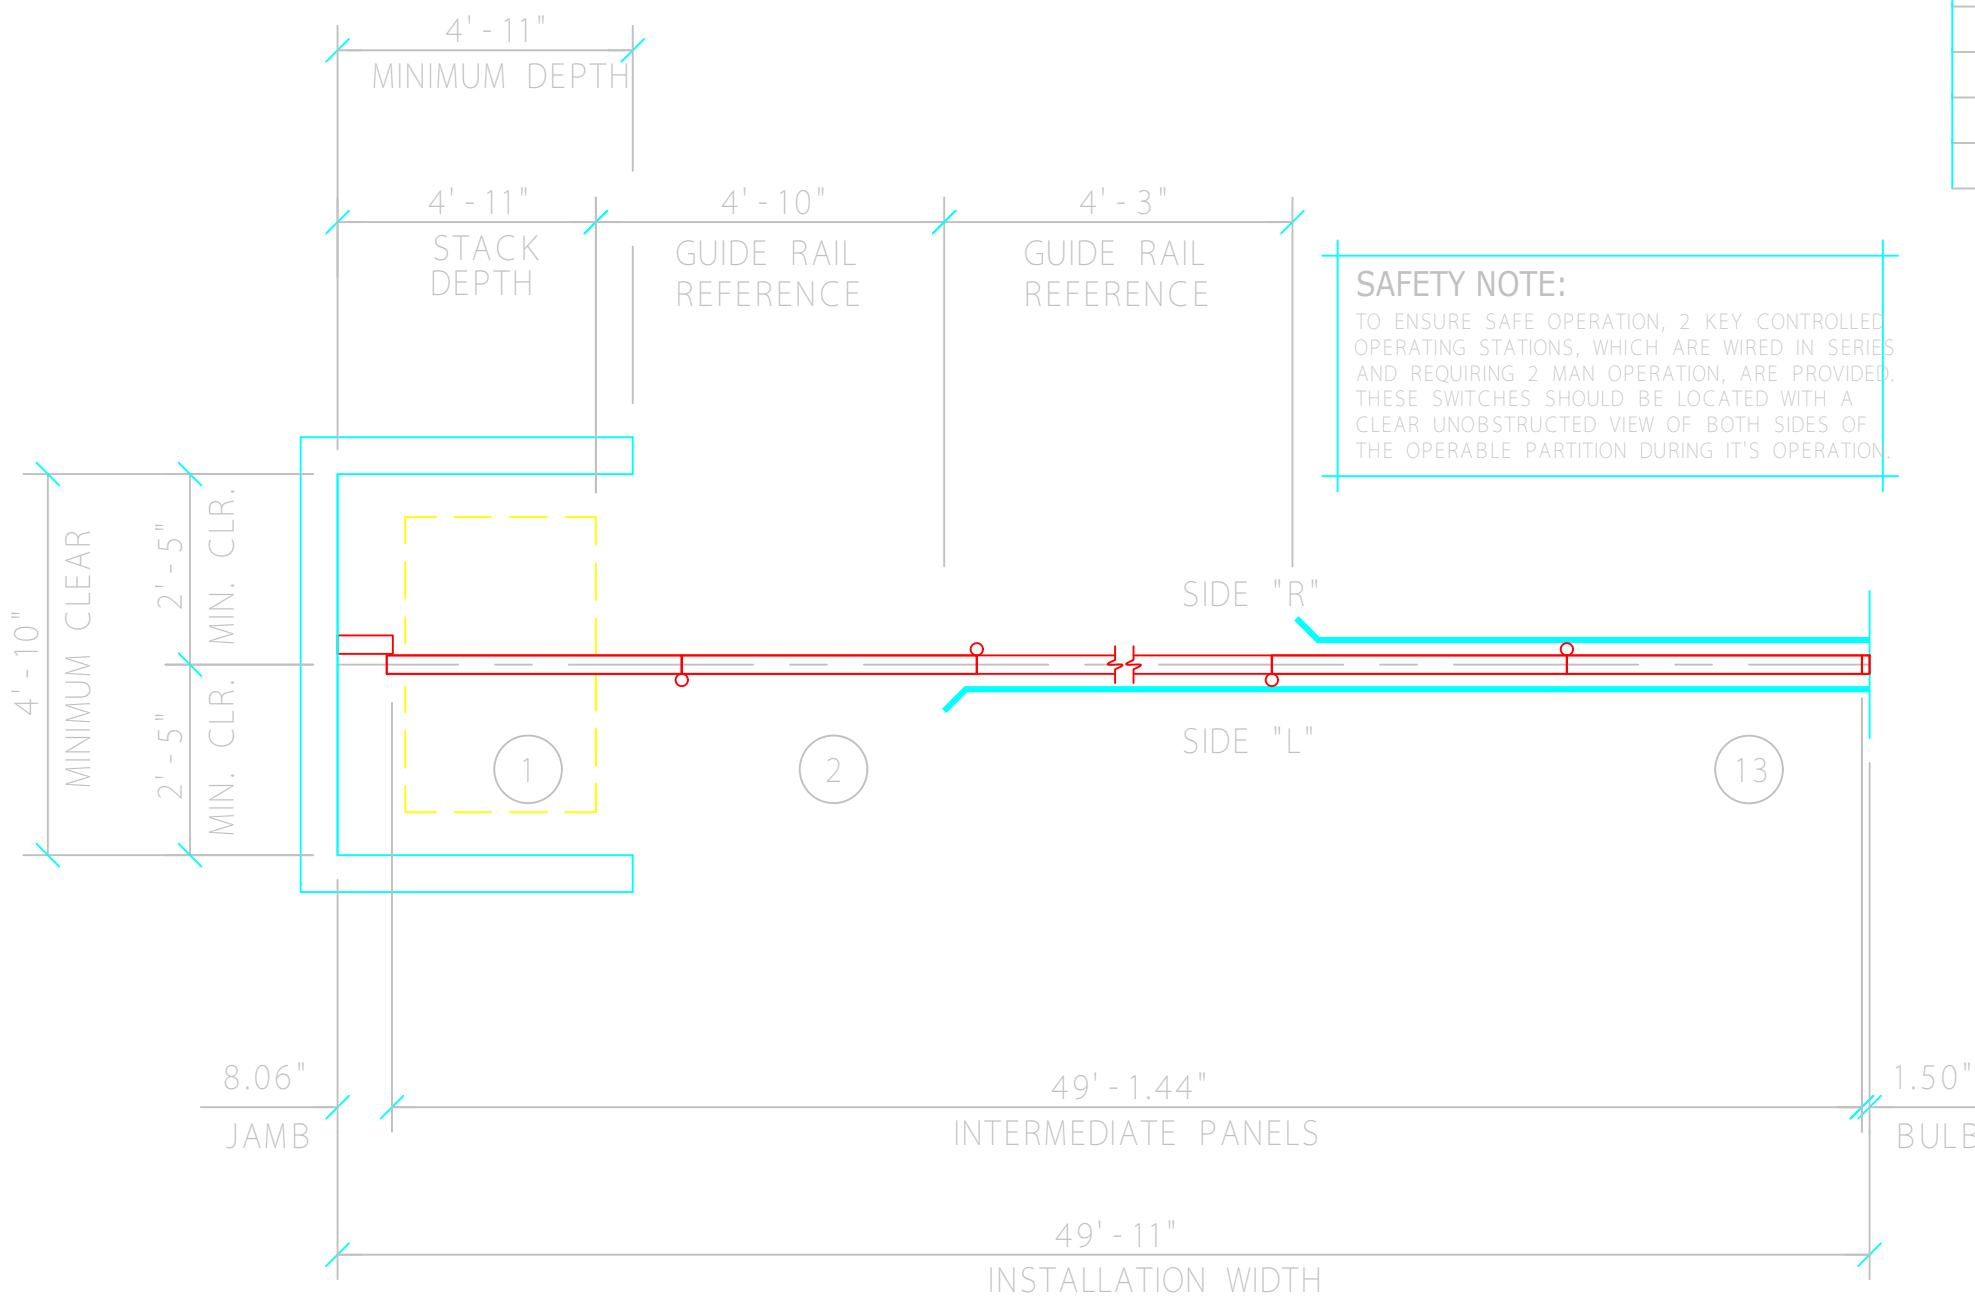 4'-11"
MINIMUM DEPTH
4'-11"
STACK
DEPTH
4'-10"
GUIDE RAIL
REFERENCE
4'-3"
GUIDE RAIL
REFERENCE
SAFETY NOTE:
TO ENSURE SAFE OPERATION, 2 KEY CONTROLLED
OPERATING STATIONS, WHICH ARE WIRED IN SERIES
AND REQUIRING 2 MAN OPERATION, ARE PROVIDED.
THESE SWITCHES SHOULD BE LOCATED WITH A
CLEAR UNOBSTRUCTED VIEW OF BOTH SIDES OF
THE OPERABLE PARTITION DURING IT'S OPERATION.
4'-10"
MINIMUM CLEAR
2'-5"
MIN. CLR.
2'-5"
MIN. CLR.
SIDE "R"
SIDE "L"
1
2
13
8.06"
JAMB
49'-1.44"
INTERMEDIATE PANELS
1.50"
BULB
49'-11"
INSTALLATION WIDTH